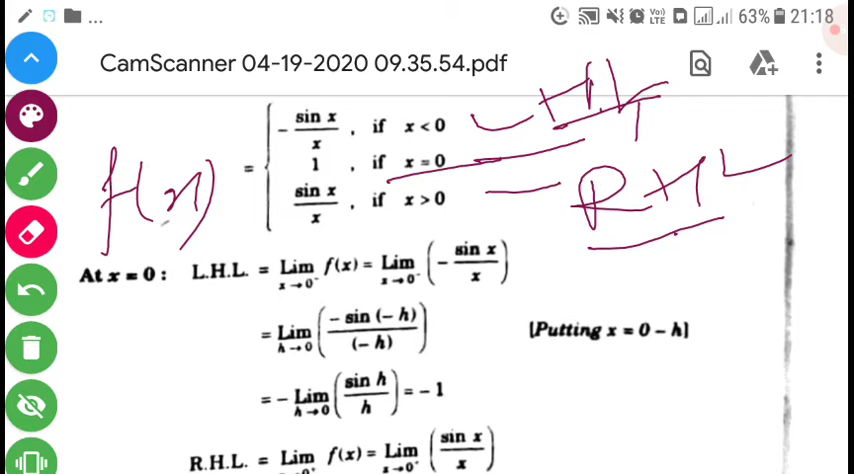 ... Vo)) LTE 63% 21:18
CamScanner 04-19-2020 09.35.54.pdf
- sin x / x , if x < 0
f(x) = 1 , if x = 0
sin x / x , if x > 0 RHL
At x = 0 : L.H.L. = Lim x→0⁻ f(x) = Lim x→0⁻ (- sin x / x)
= Lim h→0 (- sin (- h) / (- h)) [Putting x = 0 - h]
= - Lim h→0 (sin h / h) = - 1
R.H.L. = Lim x→0⁺ f(x) = Lim x→0⁺ (sin x / x)